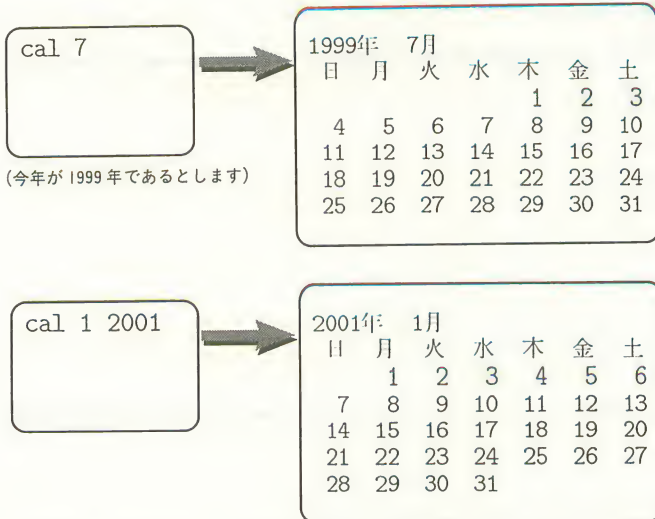 cal 7
1999年 7月
日 月 火 水 木 金 土
1 2 3
4 5 6 7 8 9 10
11 12 13 14 15 16 17
18 19 20 21 22 23 24
25 26 27 28 29 30 31
(今年が1999年であるとします)
cal 1 2001
2001年 1月
日 月 火 水 木 金 土
1 2 3 4 5 6
7 8 9 10 11 12 13
14 15 16 17 18 19 20
21 22 23 24 25 26 27
28 29 30 31